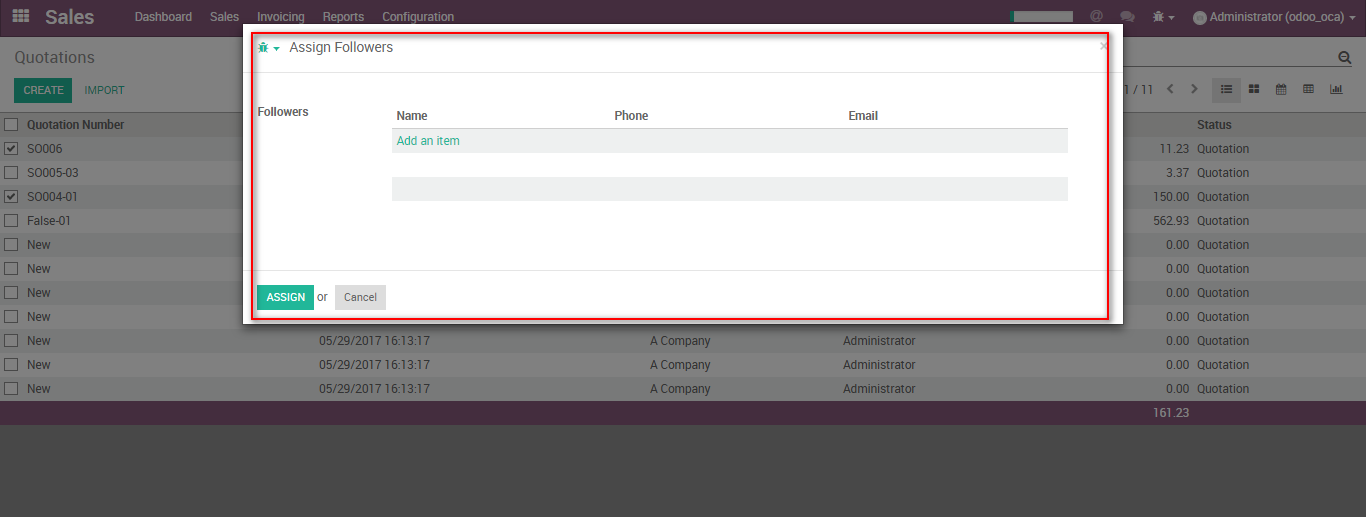 Sales Dashboard Sales Invoicing Reports Configuration @ Administrator (odoo_oca)
Assign Followers ×
Quotations
CREATE IMPORT
1 / 11
Followers
Name Phone Email
Add an item
Quotation Number Status
SO006 11.23 Quotation
SO005-03 3.37 Quotation
SO004-01 150.00 Quotation
False-01 562.93 Quotation
New 0.00 Quotation
New 0.00 Quotation
New 0.00 Quotation
ASSIGN or Cancel
New 0.00 Quotation
New 05/29/2017 16:13:17 A Company Administrator 0.00 Quotation
New 05/29/2017 16:13:17 A Company Administrator 0.00 Quotation
New 05/29/2017 16:13:17 A Company Administrator 0.00 Quotation
161.23